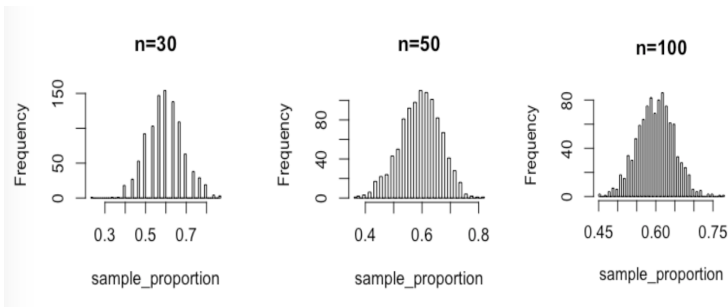 n=30
Frequency
0 50 150
0.3 0.5 0.7
sample_proportion
n=50
Frequency
0 40 80
0.4 0.6 0.8
sample_proportion
n=100
Frequency
0 40 80
0.45 0.60 0.75
sample_proportion